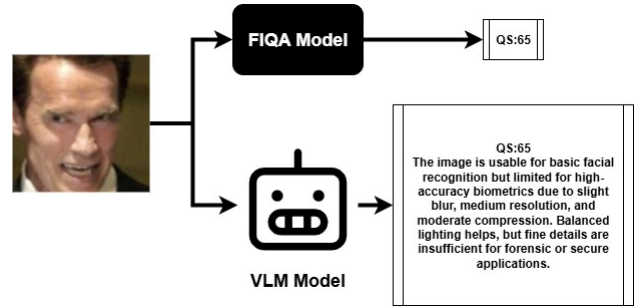 FIQA Model
QS:65
QS:65
The image is usable for basic facial
recognition but limited for high-
accuracy biometrics due to slight
blur, medium resolution, and
moderate compression. Balanced
lighting helps, but fine details are
insufficient for forensic or secure
applications.
VLM Model